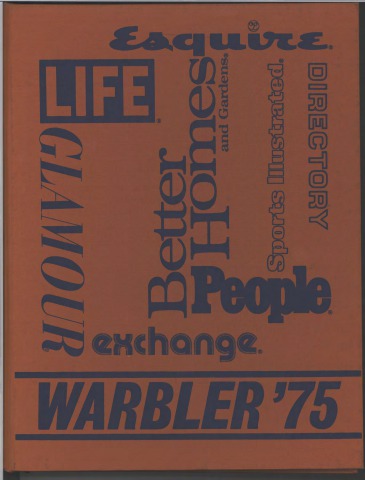 Esquire®
LIFE®
GLAMOUR
Better
Homes
and Gardens®
Sports Illustrated®
DIRECTORY
People®
exchange®
WARBLER '75